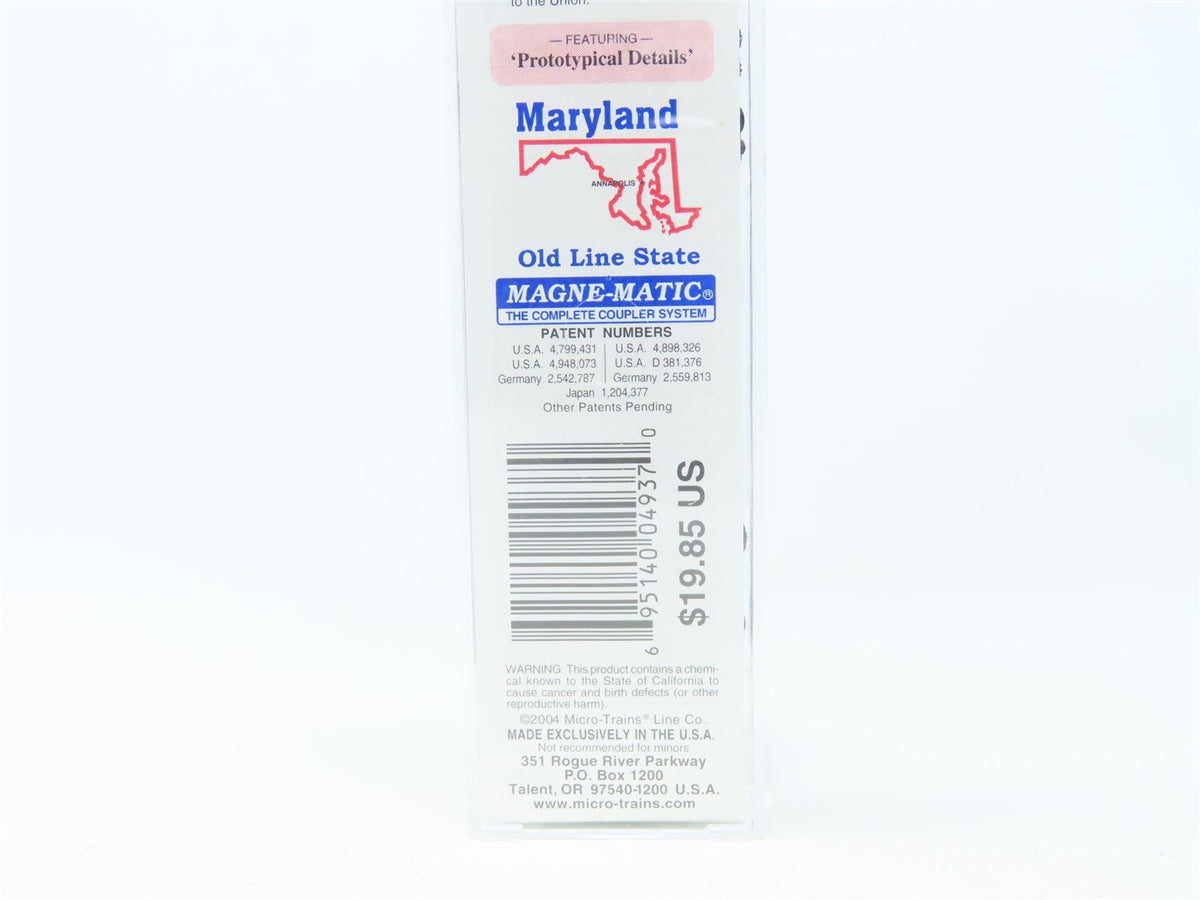 to the Union.
— FEATURING —
‘Prototypical Details’
Maryland
ANNAPOLIS
Old Line State
MAGNE-MATIC®
THE COMPLETE COUPLER SYSTEM
PATENT NUMBERS
U.S.A. 4,799,431 | U.S.A. 4,898,326
U.S.A. 4,948,073 | U.S.A. D 381,376
Germany 2,542,787 | Germany 2,559,813
Japan 1,204,377
Other Patents Pending
6 95140 04937 0
$19.85 US
WARNING: This product contains a chemi-
cal known to the State of California to
cause cancer and birth defects (or other
reproductive harm).
©2004 Micro-Trains® Line Co.
MADE EXCLUSIVELY IN THE U.S.A.
Not recommended for minors
351 Rogue River Parkway
P.O. Box 1200
Talent, OR 97540-1200 U.S.A.
www.micro-trains.com